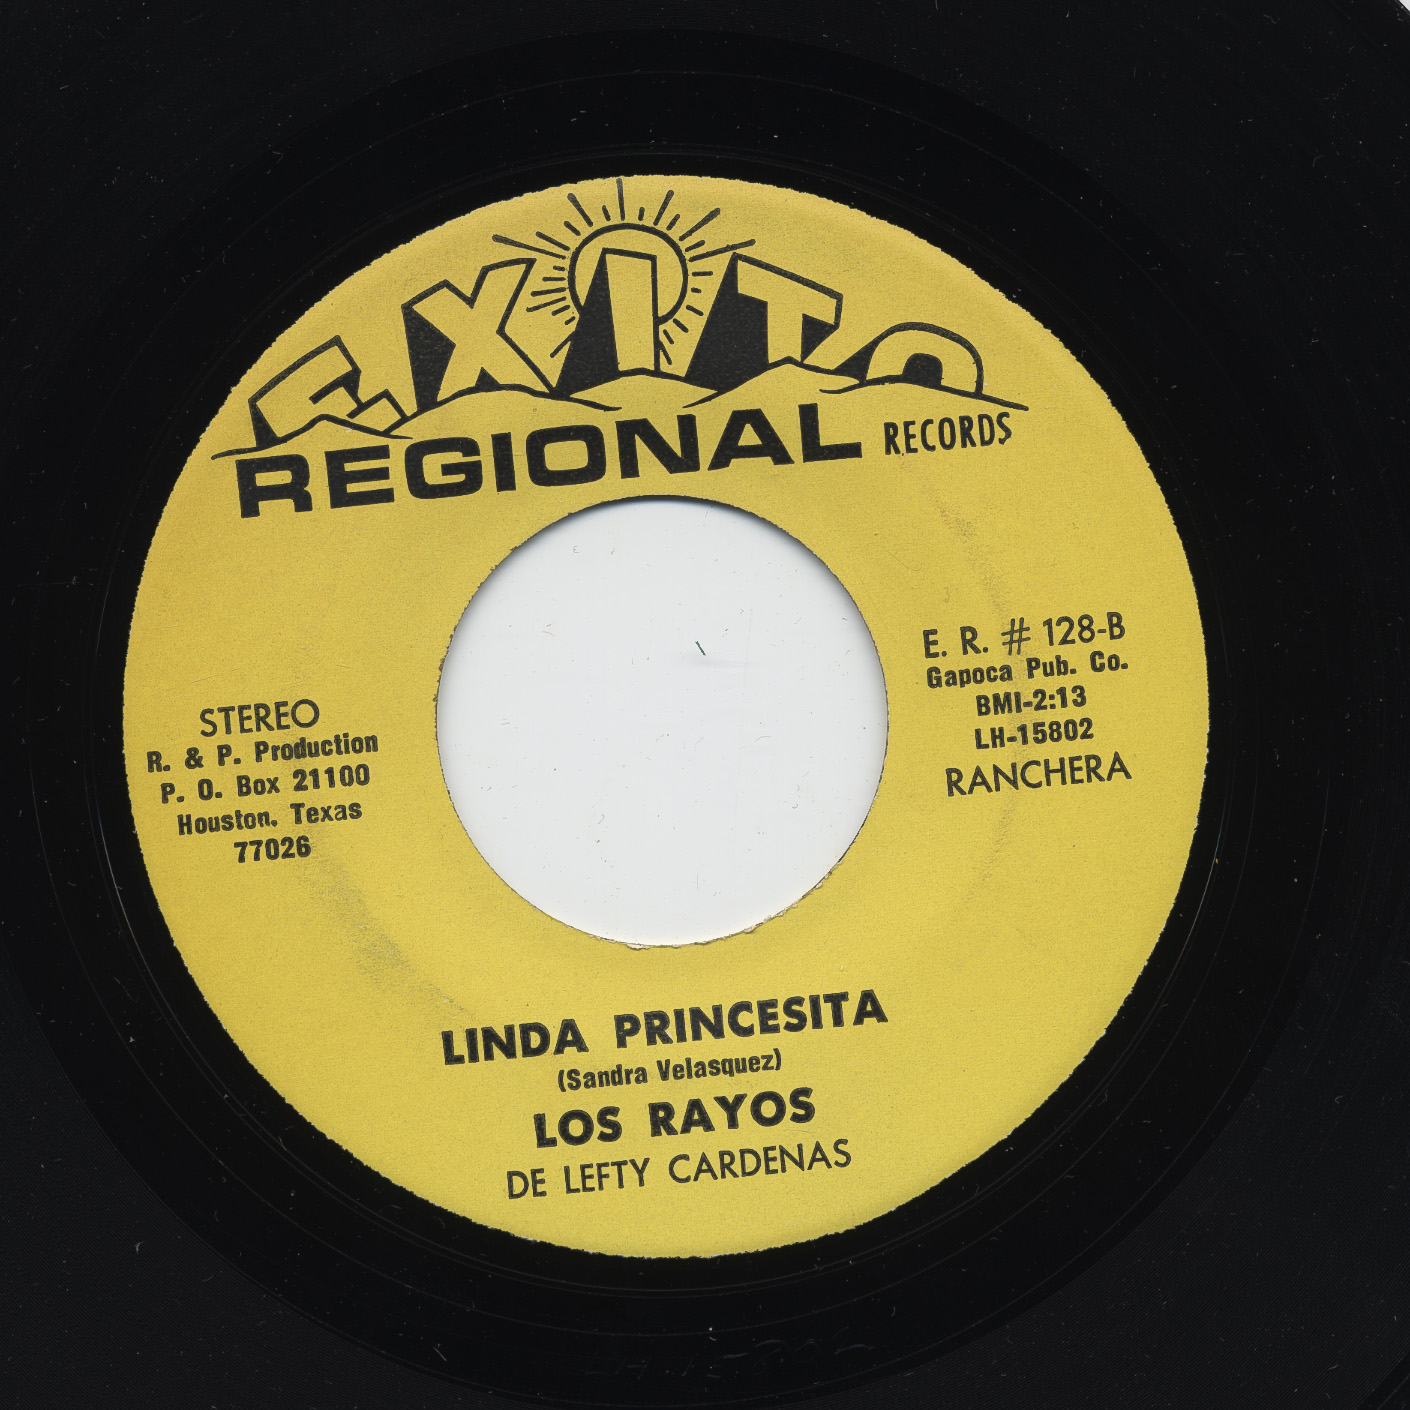 EXITO
REGIONAL RECORDS
STEREO
R. & P. Production
P. O. Box 21100
Houston, Texas
77026
E. R. # 128-B
Gapoca Pub. Co.
BMI-2:13
LH-15802
RANCHERA
LINDA PRINCESITA
(Sandra Velasquez)
LOS RAYOS
DE LEFTY CARDENAS